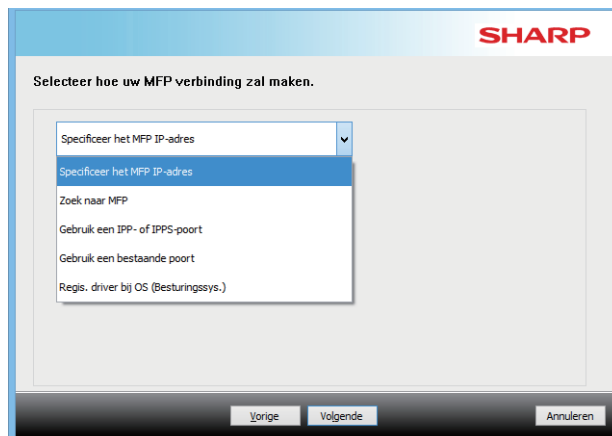 SHARP
Selecteer hoe uw MFP verbinding zal maken.
Specificeer het MFP IP-adres
Specificeer het MFP IP-adres
Zoek naar MFP
Gebruik een IPP- of IPPS-poort
Gebruik een bestaande poort
Regis. driver bij OS (Besturingssys.)
Vorige Volgende Annuleren